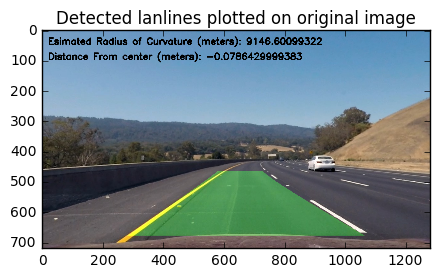 Detected lanlines plotted on original image
Esimated Radius of Curvature (meters): 9146.60099322
Distance From center (meters): -0.0786429999383
0
100
200
300
400
500
600
700
0 200 400 600 800 1000 1200